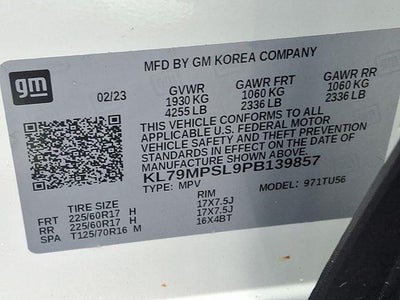 MFD BY GM KOREA COMPANY
gm
02/23 GVWR GAWR FRT GAWR RR
1930 KG 1060 KG 1060 KG
4255 LB 2336 LB 2336 LB
THIS VEHICLE CONFORMS TO ALL
APPLICABLE U.S. FEDERAL MOTOR
VEHICLE SAFETY AND THEFT PREVENTION
STANDARDS IN EFFECT ON THE DATE OF
MANUFACTURE SHOWN ABOVE.
KL79MPSL9PB139857
TYPE: MPV 971TU56
TIRE SIZE RIM
FRT 225/60R17 H 17X7.5J
RR 225/60R17 H 17X7.5J
SPA T125/70R16 M 16X4BT